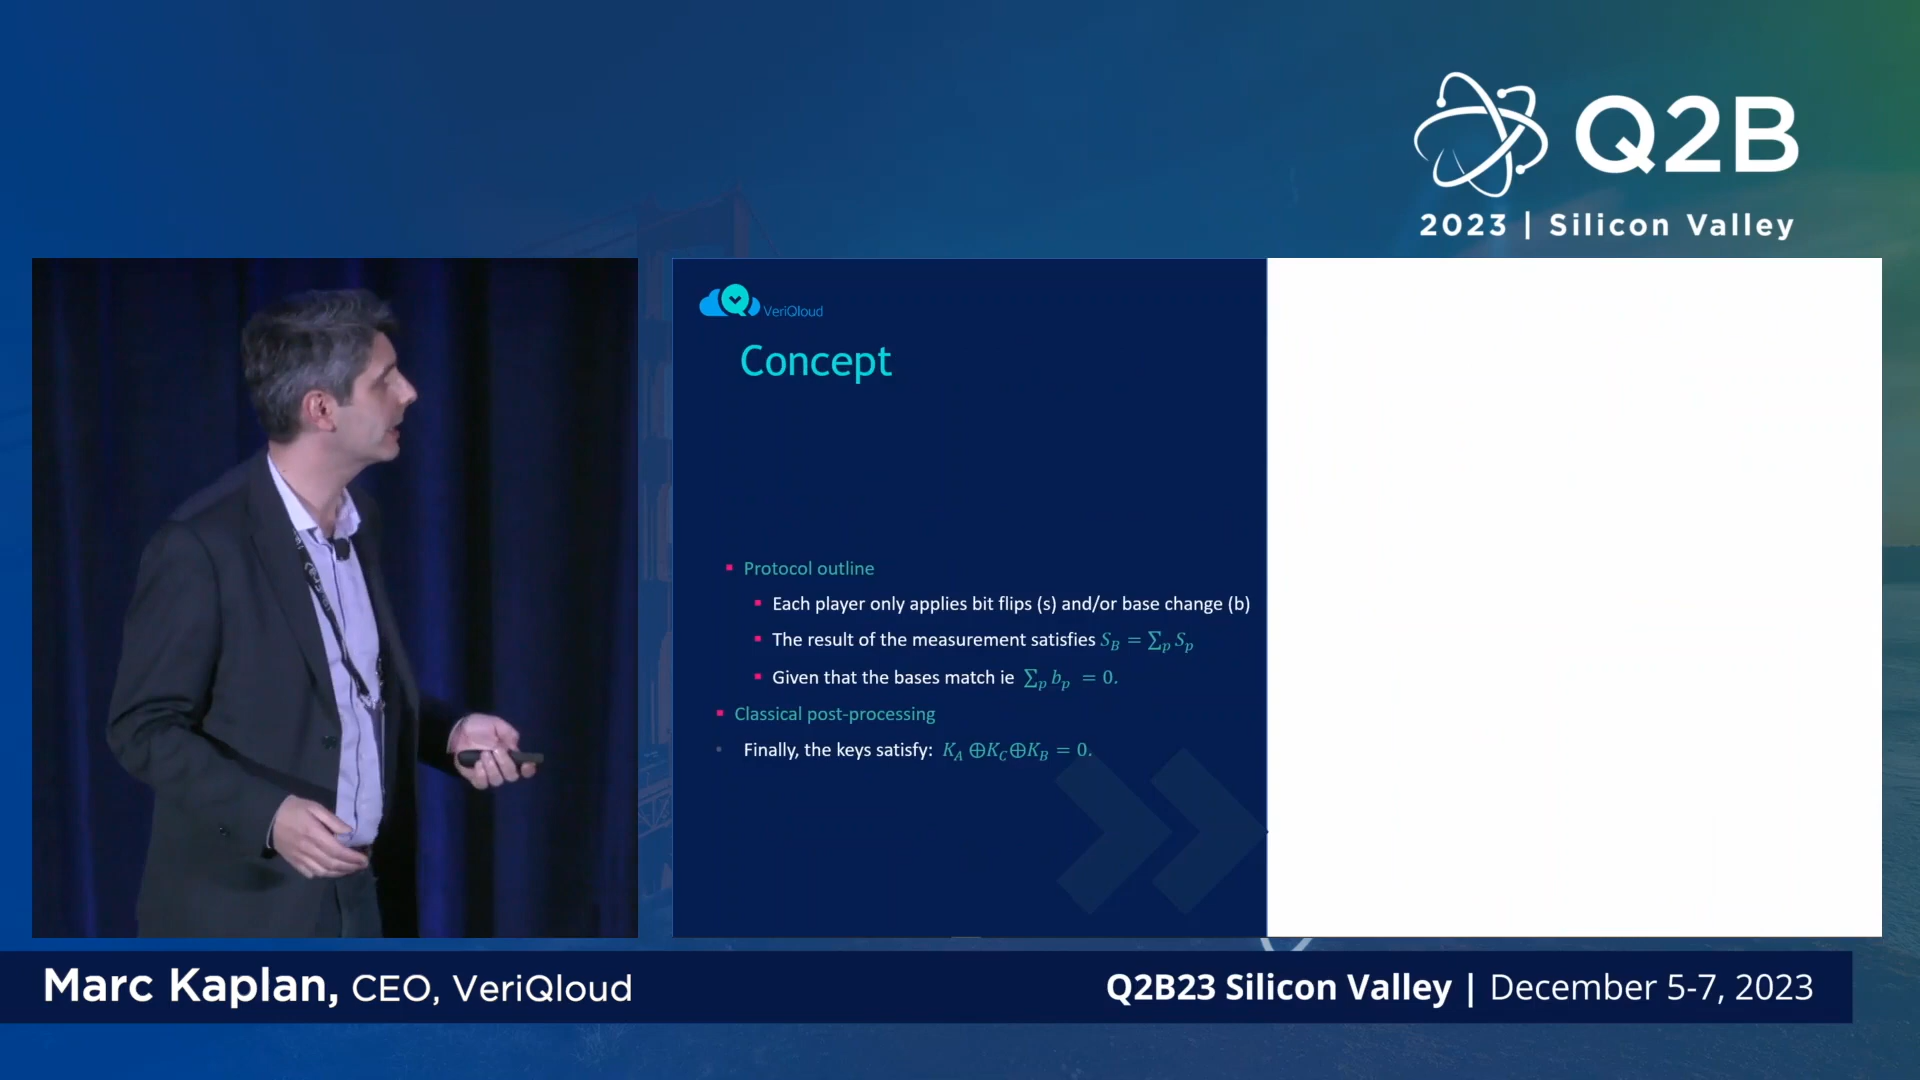 Q2B
2023 | Silicon Valley
VeriQloud
Concept
Protocol outline
Each player only applies bit flips (s) and/or base change (b)
The result of the measurement satisfies S_B = ∑_p S_p
Given that the bases match ie ∑_p b_p = 0.
Classical post-processing
Finally, the keys satisfy: K_A ⊕K_C⊕K_B = 0.
Marc Kaplan, CEO, VeriQloud
Q2B23 Silicon Valley | December 5-7, 2023